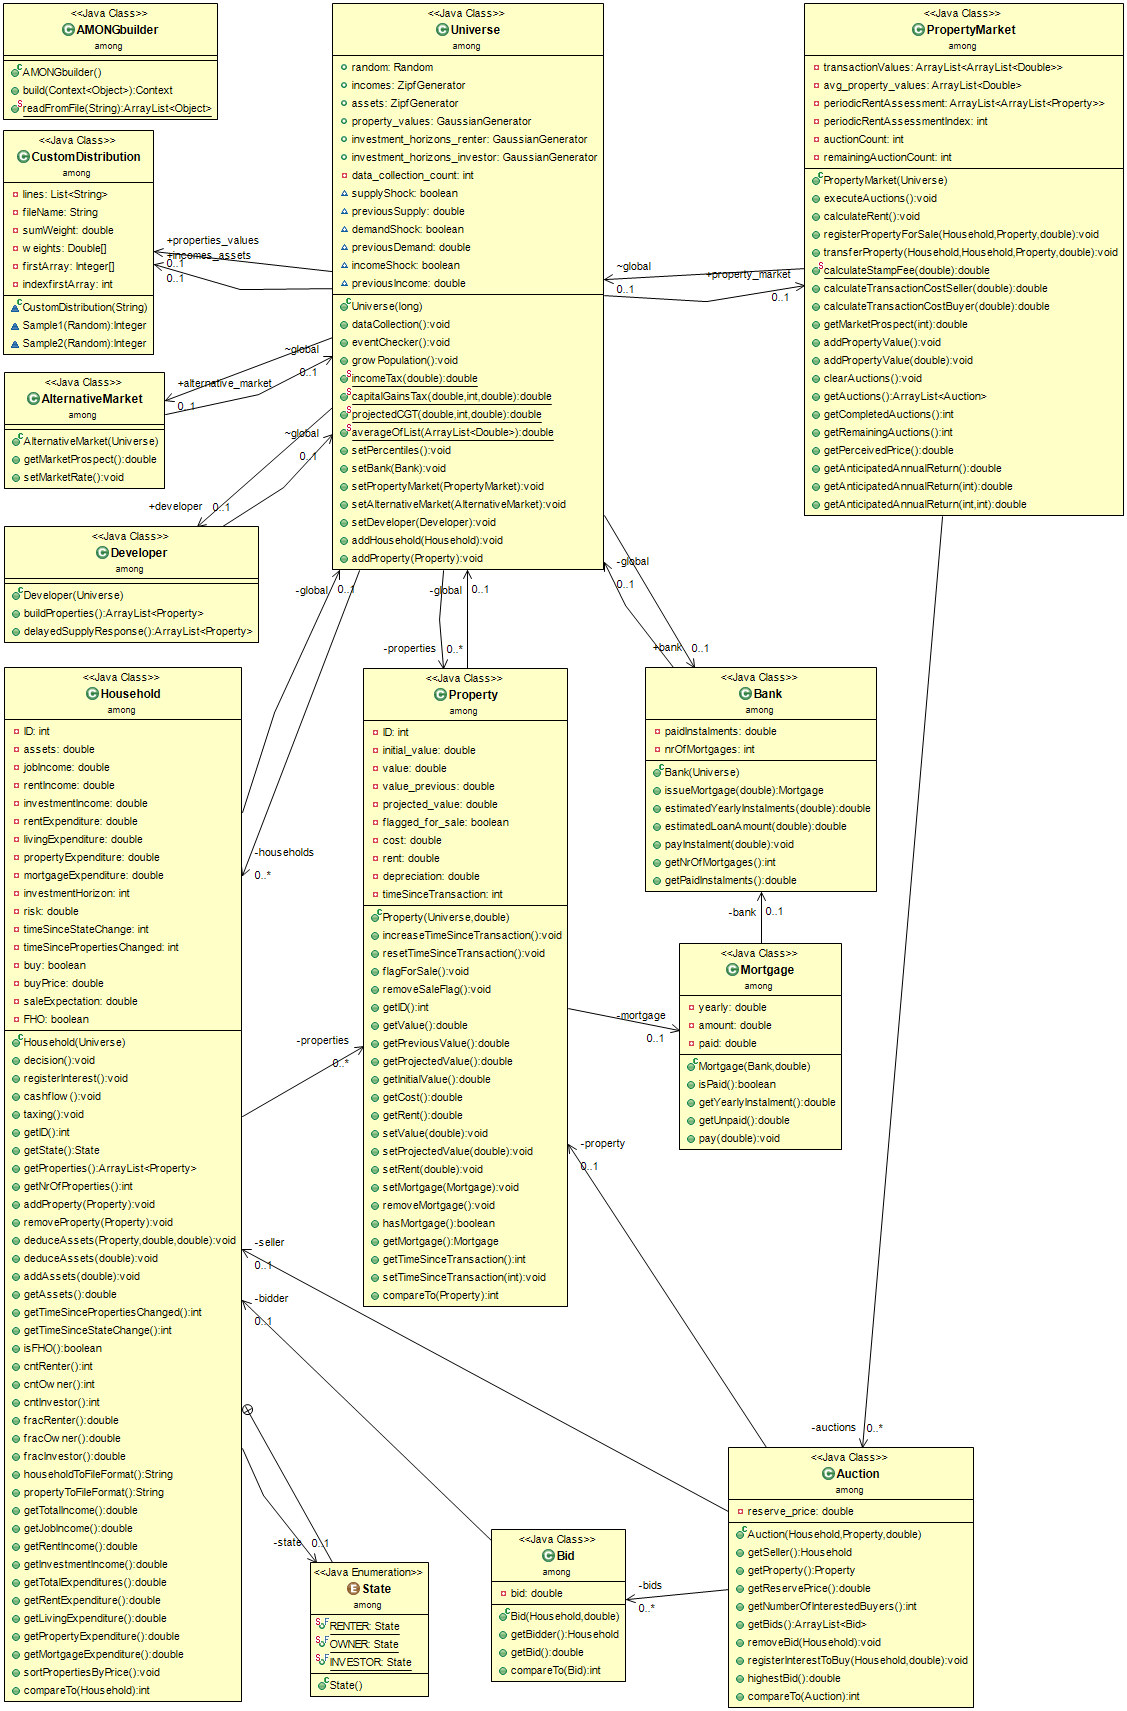 <<Java Class>>
AMONGbuilder
among
AMONGbuilder()
build(Context<Object>):Context
readFromFile(String):ArrayList<Object>
<<Java Class>>
CustomDistribution
among
lines: List<String>
fileName: String
sumWeight: double
weights: Double[]
firstArray: Integer[]
indexfirstArray: int
CustomDistribution(String)
Sample1(Random):Integer
Sample2(Random):Integer
<<Java Class>>
AlternativeMarket
among
AlternativeMarket(Universe)
getMarketProspect():double
setMarketRate():void
<<Java Class>>
Developer
among
Developer(Universe)
buildProperties():ArrayList<Property>
delayedSupplyResponse():ArrayList<Property>
<<Java Class>>
Universe
among
random: Random
incomes: ZipfGenerator
assets: ZipfGenerator
property_values: GaussianGenerator
investment_horizons_renter: GaussianGenerator
investment_horizons_investor: GaussianGenerator
data_collection_count: int
supplyShock: boolean
previousSupply: double
demandShock: boolean
previousDemand: double
incomeShock: boolean
previousIncome: double
Universe(long)
dataCollection():void
eventChecker():void
growPopulation():void
incomeTax(double):double
capitalGainsTax(double,int,double):double
projectedCGT(double,int,double):double
averageOfList(ArrayList<Double>):double
setPercentiles():void
setBank(Bank):void
setPropertyMarket(PropertyMarket):void
setAlternativeMarket(AlternativeMarket):void
setDeveloper(Developer):void
addHousehold(Household):void
addProperty(Property):void
<<Java Class>>
PropertyMarket
among
transactionValues: ArrayList<ArrayList<Double>>
avg_property_values: ArrayList<Double>
periodicRentAssessment: ArrayList<ArrayList<Property>>
periodicRentAssessmentIndex: int
auctionCount: int
remainingAuctionCount: int
PropertyMarket(Universe)
executeAuctions():void
calculateRent():void
registerPropertyForSale(Household,Property,double):void
transferProperty(Household,Household,Property,double):void
calculateStampFee(double):double
calculateTransactionCostSeller(double):double
calculateTransactionCostBuyer(double):double
getMarketProspect(int):double
addPropertyValue():void
addPropertyValue(double):void
clearAuctions():void
getAuctions():ArrayList<Auction>
getCompletedAuctions():int
getRemainingAuctions():int
getPerceivedPrice():double
getAnticipatedAnnualReturn():double
getAnticipatedAnnualReturn(int):double
getAnticipatedAnnualReturn(int,int):double
+properties_values
+incomes_assets
0..1
0..1
~global
0..1
+alternative_market
0..1
~global
0..1
+developer
0..1
~global
0..1
+property_market
0..1
-global
0..1
-global
0..1
-properties
0..*
-global
0..1
+bank
0..1
-households
0..*
<<Java Class>>
Household
among
ID: int
assets: double
jobIncome: double
rentIncome: double
investmentIncome: double
rentExpenditure: double
livingExpenditure: double
propertyExpenditure: double
mortgageExpenditure: double
investmentHorizon: int
risk: double
timeSinceStateChange: int
timeSincePropertiesChanged: int
buy: boolean
buyPrice: double
saleExpectation: double
FHO: boolean
Household(Universe)
decision():void
registerInterest():void
cashflow():void
taxing():void
getID():int
getState():State
getProperties():ArrayList<Property>
getNrOfProperties():int
addProperty(Property):void
removeProperty(Property):void
deduceAssets(Property,double,double):void
deduceAssets(double):void
addAssets(double):void
getAssets():double
getTimeSincePropertiesChanged():int
getTimeSinceStateChange():int
isFHO():boolean
cntRenter():int
cntOwner():int
cntInvestor():int
fracRenter():double
fracOwner():double
fracInvestor():double
householdToFileFormat():String
propertyToFileFormat():String
getTotalIncome():double
getJobIncome():double
getRentIncome():double
getInvestmentIncome():double
getTotalExpenditures():double
getRentExpenditure():double
getLivingExpenditure():double
getPropertyExpenditure():double
getMortgageExpenditure():double
sortPropertiesByPrice():void
compareTo(Household):int
<<Java Class>>
Property
among
ID: int
initial_value: double
value: double
value_previous: double
projected_value: double
flagged_for_sale: boolean
cost: double
rent: double
depreciation: double
timeSinceTransaction: int
Property(Universe,double)
increaseTimeSinceTransaction():void
resetTimeSinceTransaction():void
flagForSale():void
removeSaleFlag():void
getID():int
getValue():double
getPreviousValue():double
getProjectedValue():double
getInitialValue():double
getCost():double
getRent():double
setValue(double):void
setProjectedValue(double):void
setRent(double):void
setMortgage(Mortgage):void
removeMortgage():void
hasMortgage():boolean
getMortgage():Mortgage
getTimeSinceTransaction():int
setTimeSinceTransaction(int):void
compareTo(Property):int
<<Java Class>>
Bank
among
paidInstalments: double
nrOfMortgages: int
Bank(Universe)
issueMortgage(double):Mortgage
estimatedYearlyInstalments(double):double
estimatedLoanAmount(double):double
payInstalment(double):void
getNrOfMortgages():int
getPaidInstalments():double
-bank
0..1
<<Java Class>>
Mortgage
among
yearly: double
amount: double
paid: double
Mortgage(Bank,double)
isPaid():boolean
getYearlyInstalment():double
getUnpaid():double
pay(double):void
-mortgage
0..1
-properties
0..*
-property
0..1
-seller
0..1
-bidder
0..1
-auctions
0..*
-state
0..1
<<Java Enumeration>>
State
among
RENTER: State
OWNER: State
INVESTOR: State
State()
<<Java Class>>
Bid
among
bid: double
Bid(Household,double)
getBidder():Household
getBid():double
compareTo(Bid):int
-bids
0..*
<<Java Class>>
Auction
among
reserve_price: double
Auction(Household,Property,double)
getSeller():Household
getProperty():Property
getReservePrice():double
getNumberOfInterestedBuyers():int
getBids():ArrayList<Bid>
removeBid(Household):void
registerInterestToBuy(Household,double):void
highestBid():double
compareTo(Auction):int